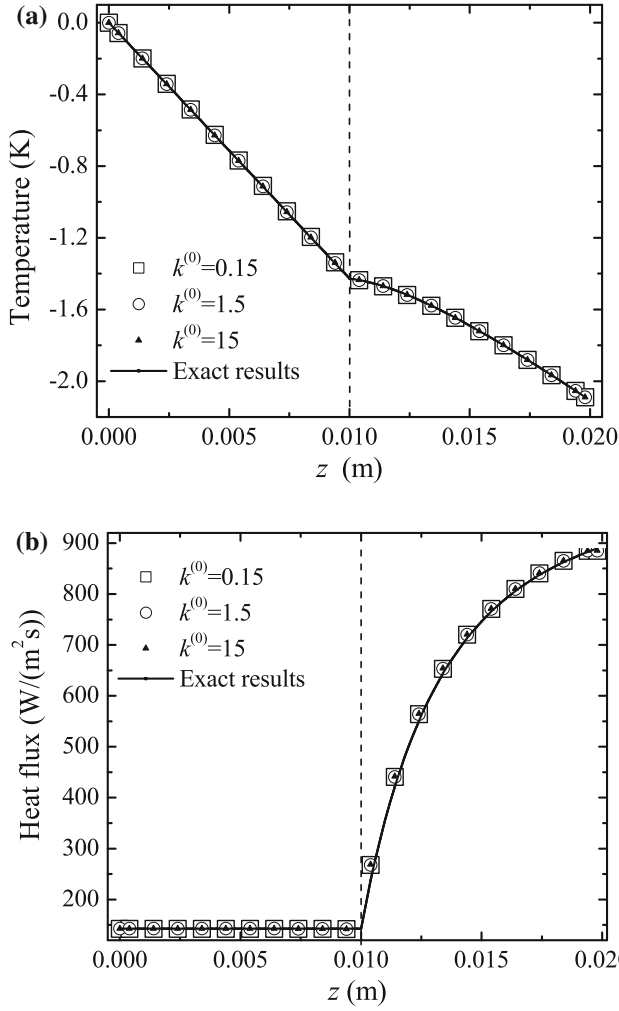 (a)
0.0
-0.4
-0.8
-1.2
-1.6
-2.0
Temperature (K)
k(0)=0.15
k(0)=1.5
k(0)=15
Exact results
0.000 0.005 0.010 0.015 0.020
z (m)
(b)
900
800
700
600
500
400
300
200
Heat flux (W/(m²s))
k(0)=0.15
k(0)=1.5
k(0)=15
Exact results
0.000 0.005 0.010 0.015 0.020
z (m)